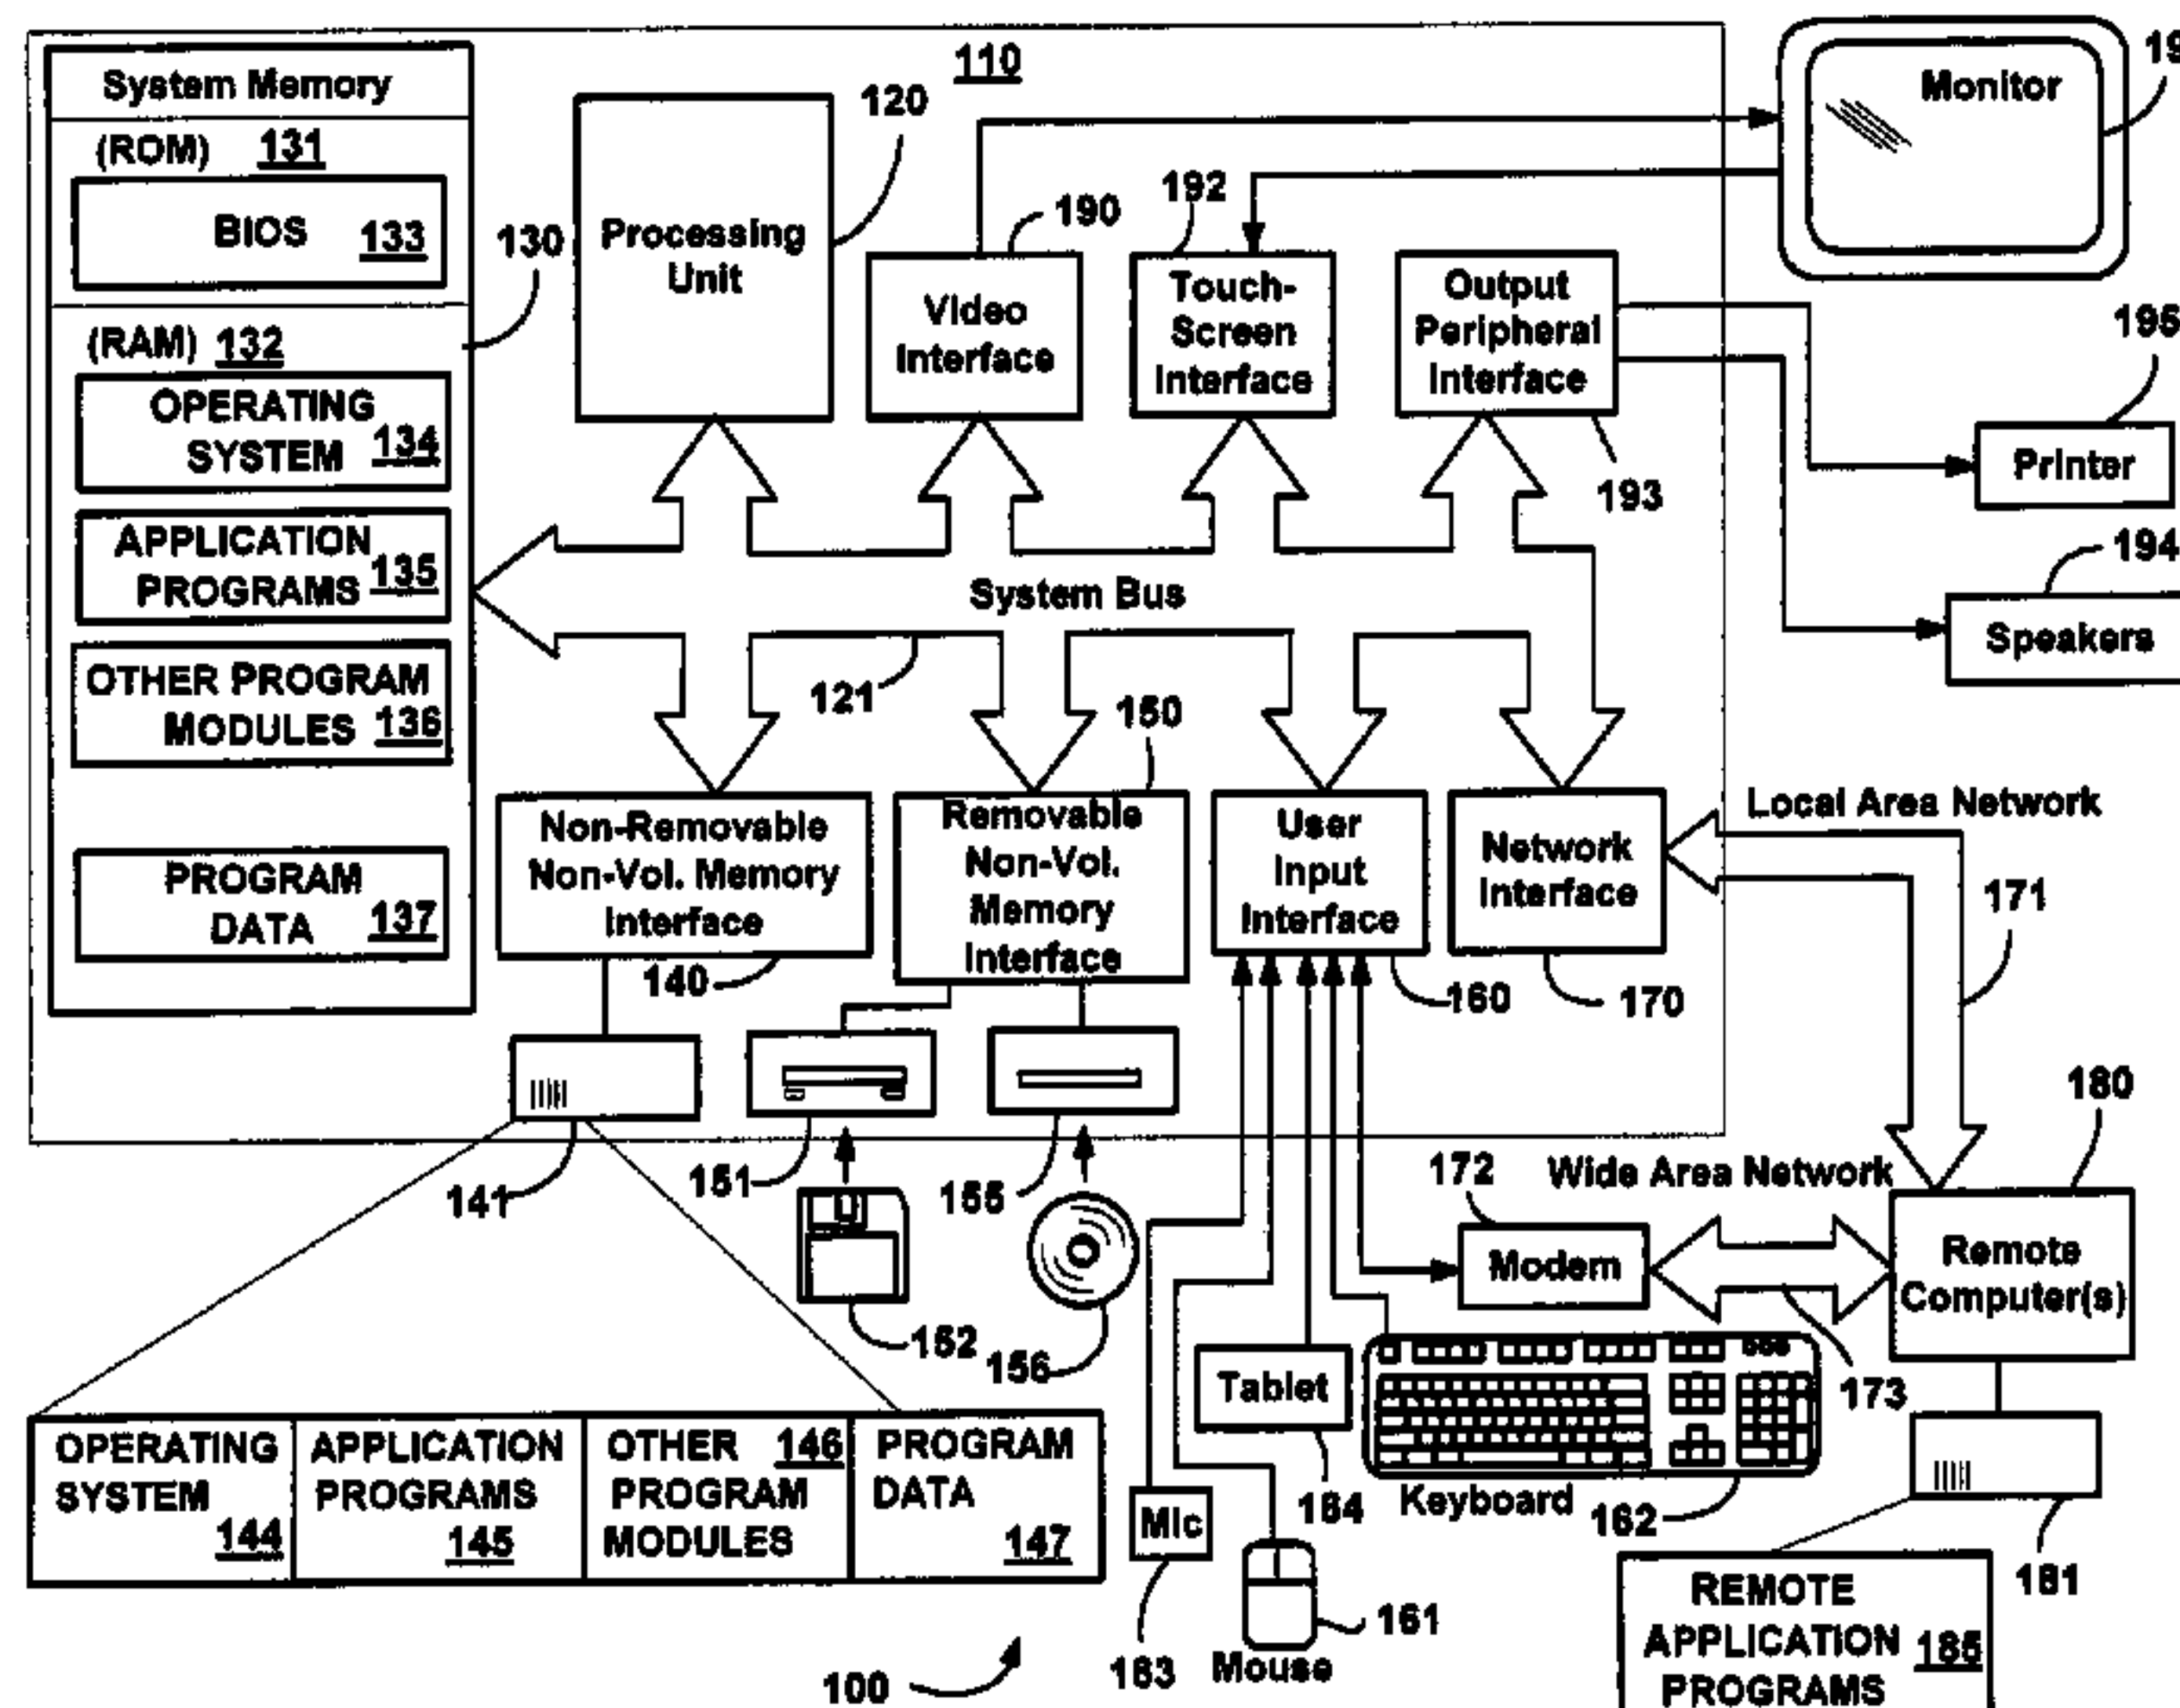 110
System Memory
(ROM) 131
BIOS 133
130
(RAM) 132
OPERATING
SYSTEM 134
APPLICATION
PROGRAMS 135
OTHER PROGRAM
MODULES 136
PROGRAM
DATA 137
Processing
Unit
120
Video
Interface
190
Touch-
Screen
Interface
192
Output
Peripheral
Interface
193
Monitor
195
Printer
194
Speakers
System Bus
121
Non-Removable
Non-Vol. Memory
Interface
140
Removable
Non-Vol.
Memory
Interface
150
User
Input
Interface
160
Network
Interface
170
Local Area Network
171
141
151
155
152
156
172
Modem
Wide Area Network
173
180
Remote
Computer(s)
Tablet
164
Keyboard
162
181
Mic
163
Mouse
161
OPERATING
SYSTEM
144
APPLICATION
PROGRAMS
145
OTHER 146
PROGRAM
MODULES
PROGRAM
DATA
147
REMOTE
APPLICATION
PROGRAMS
185
100